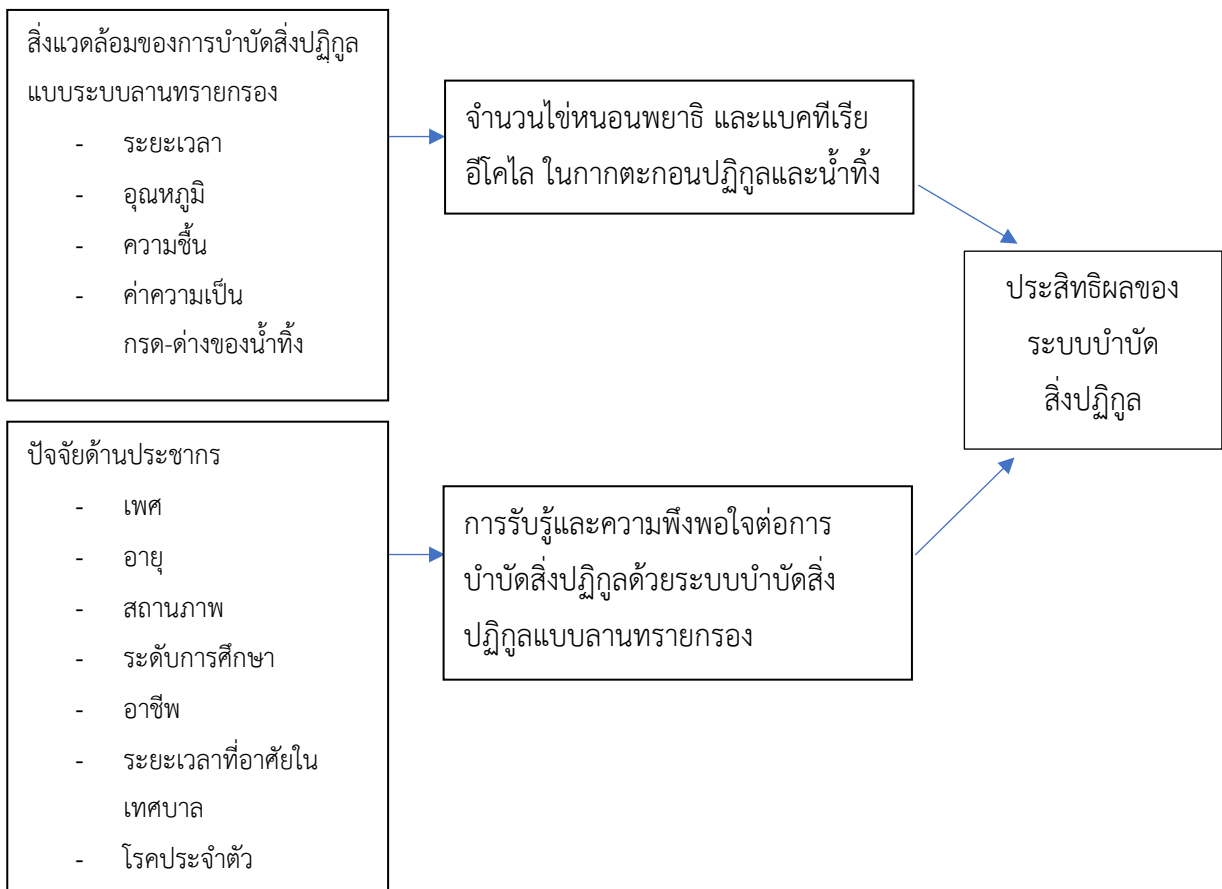 สิ่งแวดล้อมของการบำบัดสิ่งปฏิกูล
แบบระบบลานทรายกรอง
- ระยะเวลา
- อุณหภูมิ
- ความชื้น
- ค่าความเป็น
กรด-ด่างของน้ำทิ้ง
จำนวนไข่หนอนพยาธิ และแบคทีเรีย
อีโคไล ในกากตะกอนปฏิกูลและน้ำทิ้ง
ประสิทธิผลของ
ระบบบำบัด
สิ่งปฏิกูล
ปัจจัยด้านประชากร
- เพศ
- อายุ
- สถานภาพ
- ระดับการศึกษา
- อาชีพ
- ระยะเวลาที่อาศัยใน
เทศบาล
- โรคประจำตัว
การรับรู้และความพึงพอใจต่อการ
บำบัดสิ่งปฏิกูลด้วยระบบบำบัดสิ่ง
ปฏิกูลแบบลานทรายกรอง